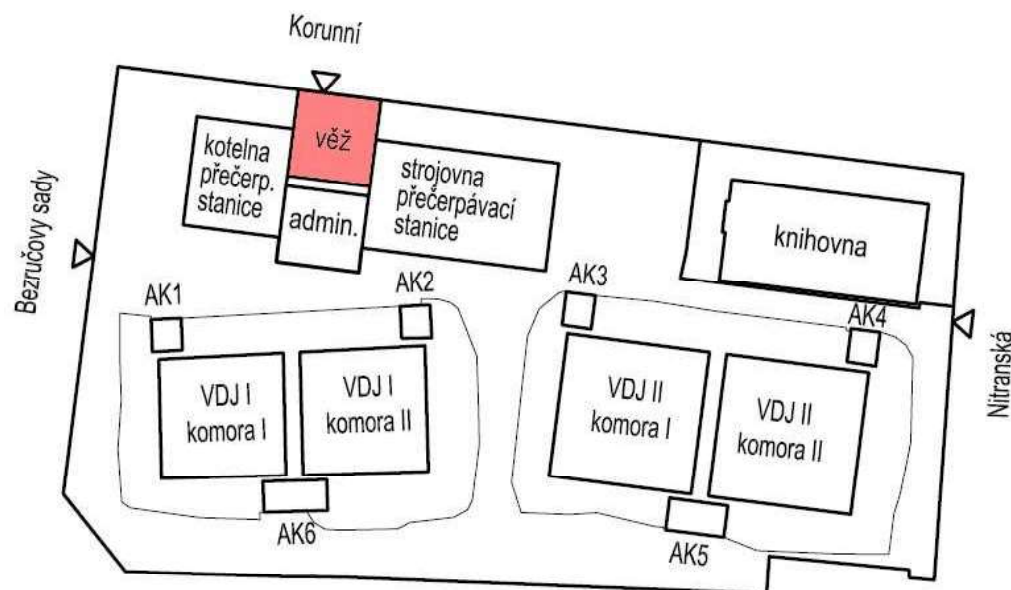 Korunní
věž
kotelna
přečerp.
stanice
strojovna
přečerpávací
stanice
admin.
knihovna
Bezručovy sady
AK1
AK2
AK3
AK4
Nitranská
VDJ I
komora I
VDJ I
komora II
VDJ II
komora I
VDJ II
komora II
AK6
AK5